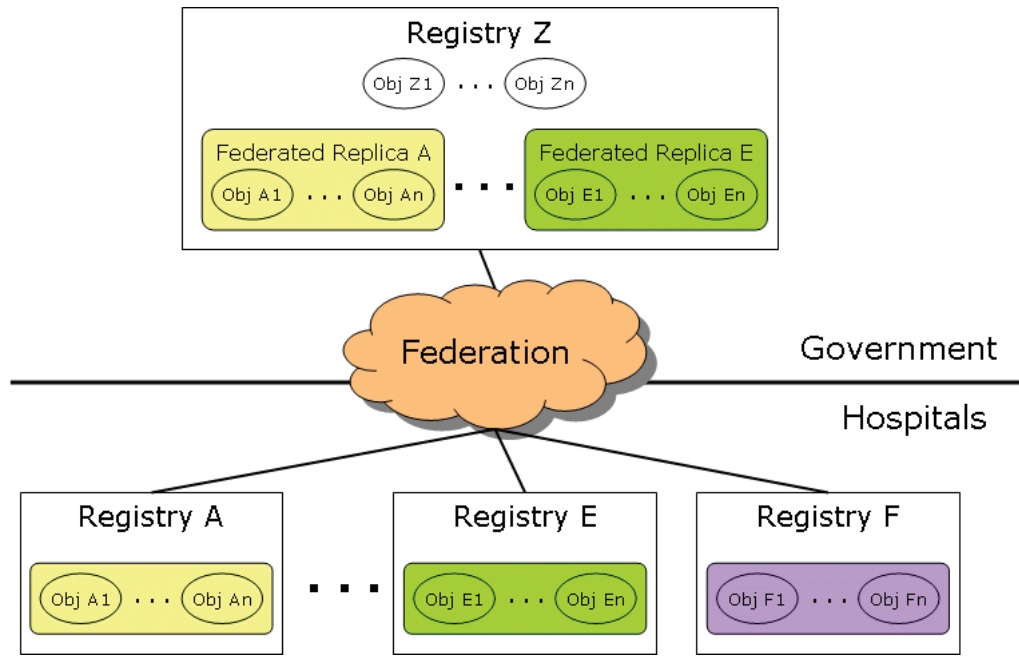 Registry Z
Obj Z1 ... Obj Zn
Federated Replica A
Obj A1 ... Obj An
...
Federated Replica E
Obj E1 ... Obj En
Federation
Government
Hospitals
Registry A
Obj A1 ... Obj An
...
Registry E
Obj E1 ... Obj En
Registry F
Obj F1 ... Obj Fn